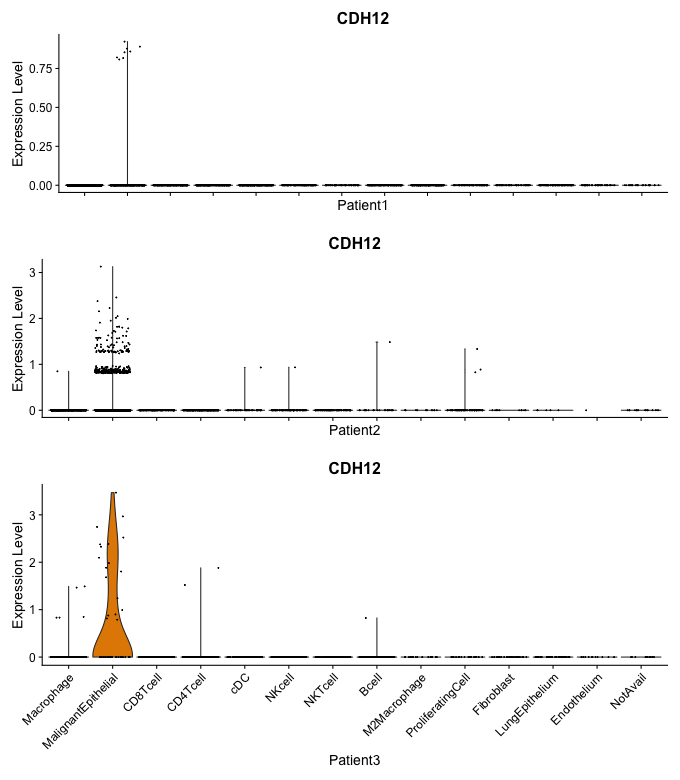 CDH12
Expression Level
0.75
0.50
0.25
0.00
Patient1
CDH12
Expression Level
3
2
1
0
Patient2
CDH12
Expression Level
3
2
1
0
Macrophage
MalignantEpithelial
CD8Tcell
CD4Tcell
cDC
NKcell
NKTcell
Bcell
M2Macrophage
ProliferatingCell
Fibroblast
LungEpithelium
Endothelium
NotAvail
Patient3